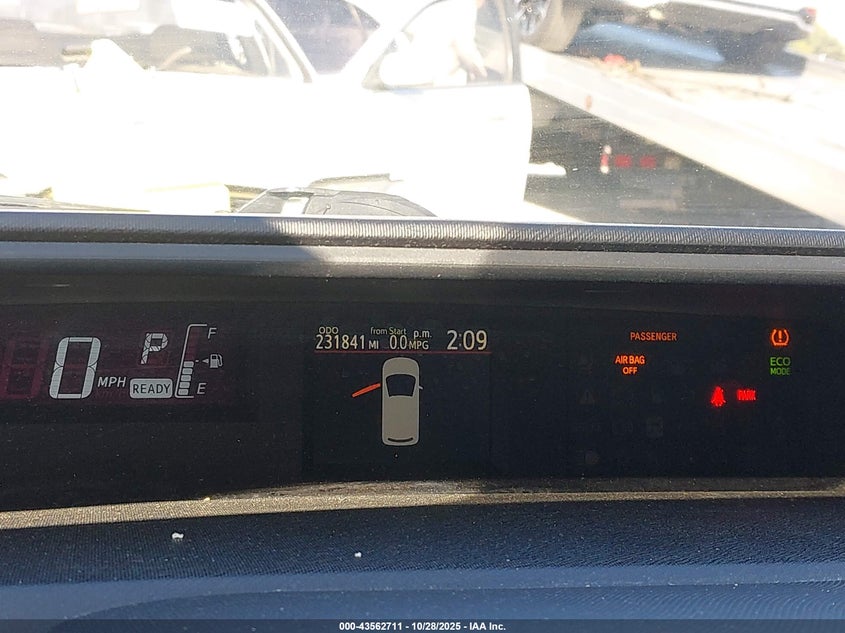 0 MPH
P
READY
F
E
ODO
231841 MI
from Start
0.0 MPG
p.m.
2:09
PASSENGER
AIR BAG
OFF
ECO
MODE
PARK
000-43562711 - 10/28/2025 - IAA Inc.